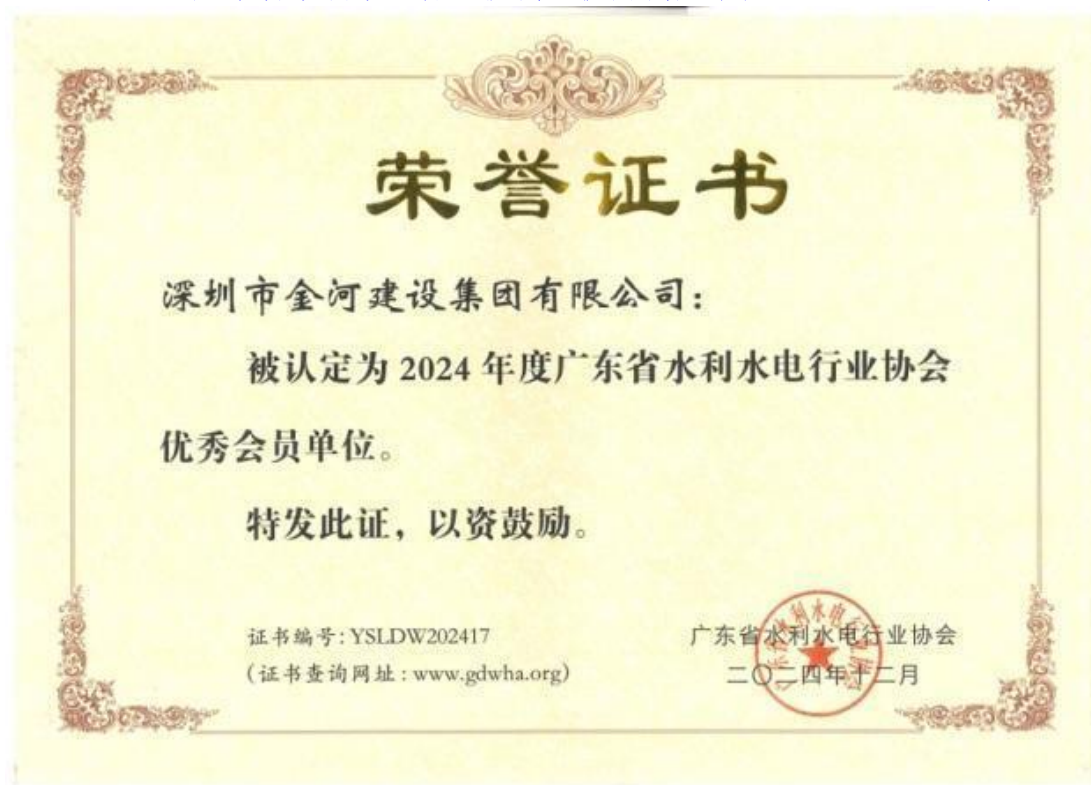 荣誉证书
深圳市金河建设集团有限公司：
被认定为 2024 年度广东省水利水电行业协会
优秀会员单位。
特发此证，以资鼓励。
证书编号：YSLDW202417
（证书查询网址：www.gdwha.org）
广东省水利水电行业协会
二〇二四年十二月